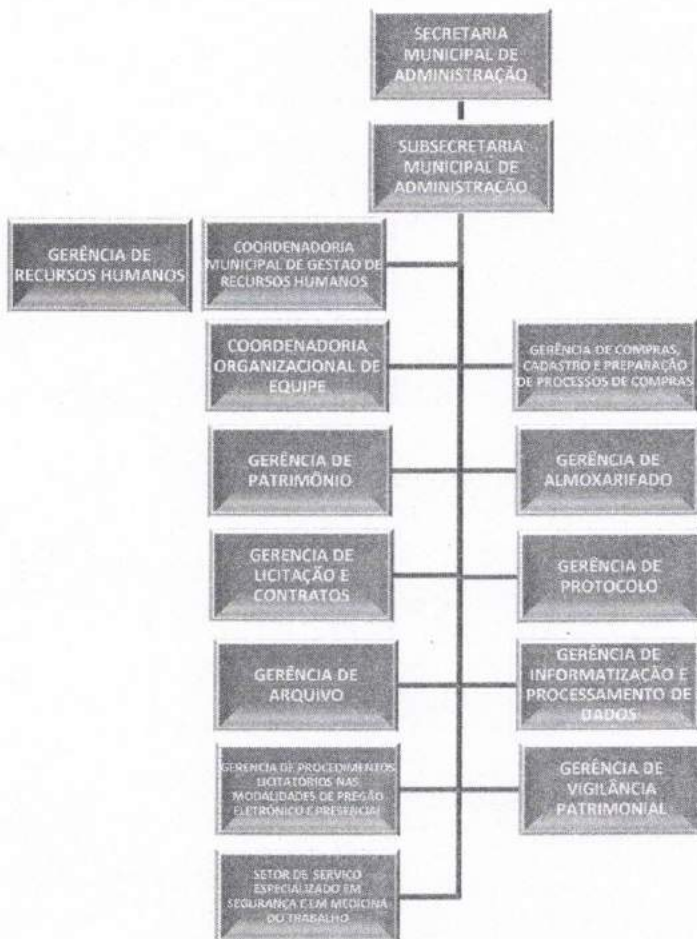 SECRETARIA
MUNICIPAL DE
ADMINISTRAÇÃO
SUBSECRETARIA
MUNICIPAL DE
ADMINISTRAÇÃO
GERÊNCIA DE
RECURSOS HUMANOS
COORDENADORIA
MUNICIPAL DE GESTÃO DE
RECURSOS HUMANOS
COORDENADORIA
ORGANIZACIONAL DE
EQUIPE
GERÊNCIA DE COMPRAS,
CADASTRO E PREPARAÇÃO
DE PROCESSOS DE COMPRAS
GERÊNCIA DE
PATRIMÔNIO
GERÊNCIA DE
ALMOXARIFADO
GERENCIA DE
LICITAÇÃO E
CONTRATOS
GERÊNCIA DE
PROTOCOLO
GERÊNCIA DE
ARQUIVO
GERÊNCIA DE
INFORMATIZAÇÃO E
PROCESSAMENTO DE
DADOS
GERENCIA DE PROCEDIMENTOS
LICITATÓRIOS NAS
MODALIDADES DE PREGÃO
ELETRÔNICO E PRESENCIAL
GERÊNCIA DE
VIGILÂNCIA
PATRIMONIAL
SETOR DE SERVIÇO
ESPECIALIZADO EM
SEGURANÇA E EM MEDICINA
DO TRABALHO